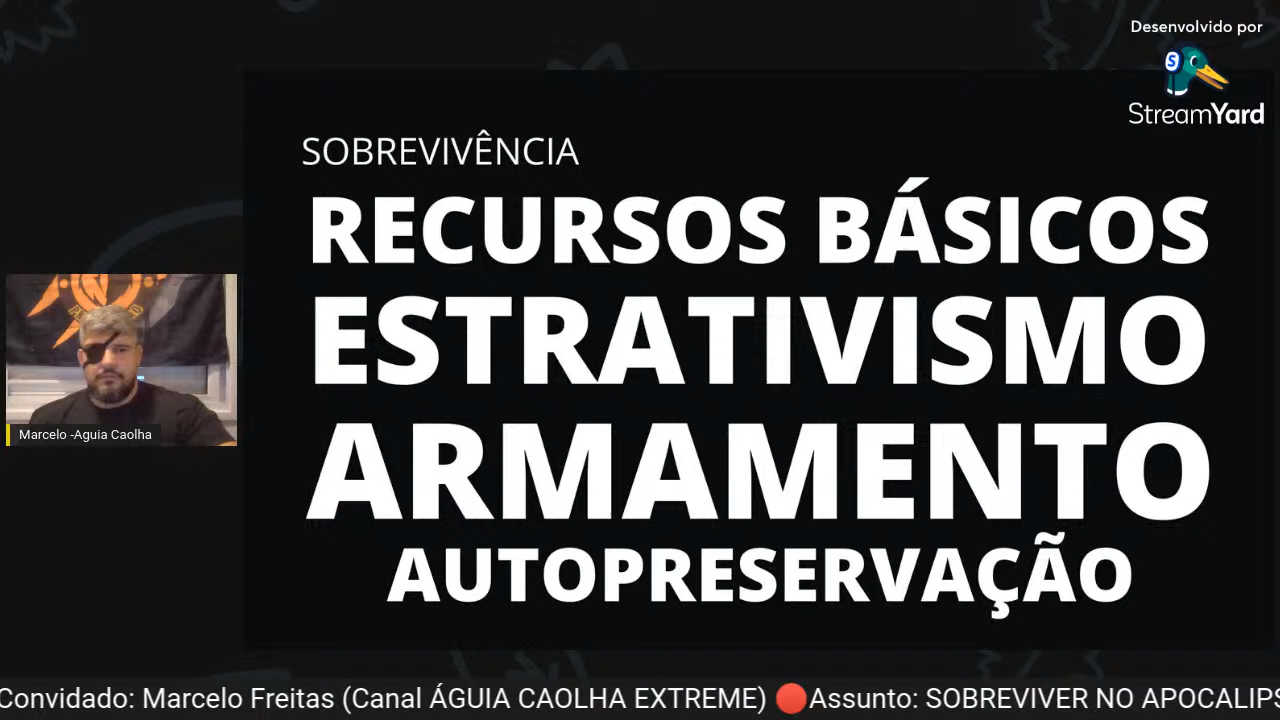 Desenvolvido por
StreamYard
SOBREVIVÊNCIA
RECURSOS BÁSICOS
ESTRATIVISMO
ARMAMENTO
AUTOPRESERVAÇÃO
Marcelo -Aguia Caolha
Convidado: Marcelo Freitas (Canal ÁGUIA CAOLHA EXTREME) 🔴Assunto: SOBREVIVER NO APOCALIPS